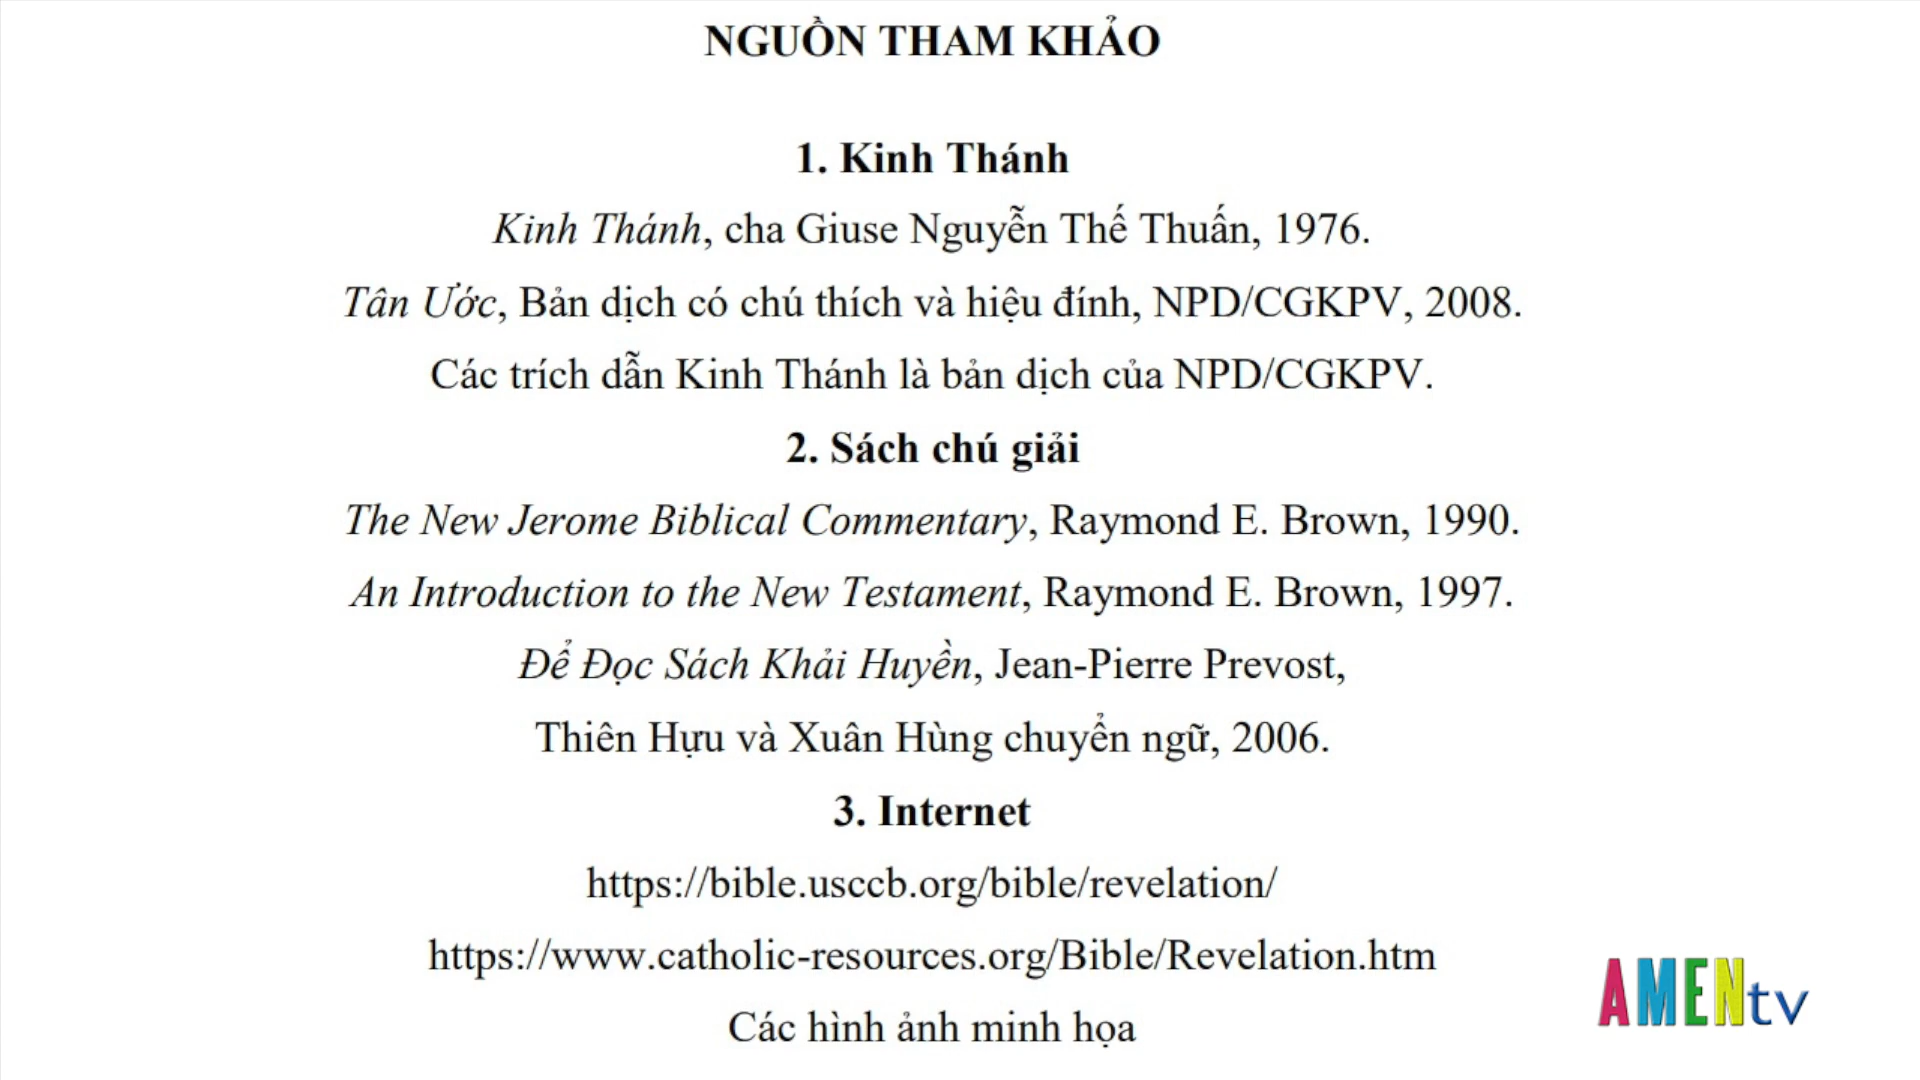 NGUỒN THAM KHẢO
1. Kinh Thánh
Kinh Thánh, cha Giuse Nguyễn Thế Thuấn, 1976.
Tân Ước, Bản dịch có chú thích và hiệu đính, NPD/CGKPV, 2008.
Các trích dẫn Kinh Thánh là bản dịch của NPD/CGKPV.
2. Sách chú giải
The New Jerome Biblical Commentary, Raymond E. Brown, 1990.
An Introduction to the New Testament, Raymond E. Brown, 1997.
Để Đọc Sách Khải Huyền, Jean-Pierre Prevost,
Thiên Hựu và Xuân Hùng chuyển ngữ, 2006.
3. Internet
https://bible.usccb.org/bible/revelation/
https://www.catholic-resources.org/Bible/Revelation.htm
Các hình ảnh minh họa
AMENtv